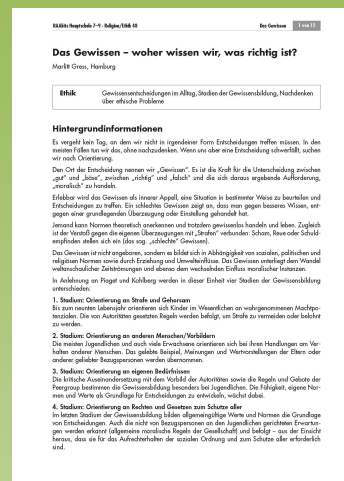 RAAbits Hauptschule 7–9 · Religion/Ethik 48
Das Gewissen
1 von 12
Das Gewissen – woher wissen wir, was richtig ist?
Marlitt Gress, Hamburg
Ethik
Gewissensentscheidungen im Alltag, Stadien der Gewissensbildung, Nachdenken
über ethische Probleme
Hintergrundinformationen
Es vergeht kein Tag, an dem wir nicht in irgendeiner Form Entscheidungen treffen müssen. In den
meisten Fällen tun wir das, ohne nachzudenken. Wenn uns aber eine Entscheidung schwerfällt, suchen
wir nach Orientierung.
Den Ort der Entscheidung nennen wir „Gewissen“. Es ist die Kraft für die Unterscheidung zwischen
„gut“ und „böse“, zwischen „richtig“ und „falsch“ und die sich daraus ergebende Aufforderung,
„moralisch“ zu handeln.
Erlebbar wird das Gewissen als innerer Appell, eine Situation in bestimmter Weise zu beurteilen und
Entscheidungen zu treffen. Ein schlechtes Gewissen zeigt an, dass man gegen besseres Wissen, ent-
gegen einer grundlegenden Überzeugung oder Einstellung gehandelt hat.
Jemand kann Normen theoretisch anerkennen und trotzdem gewissenlos handeln und leben. Zugleich
ist der Verstoß gegen die eigenen Überzeugungen mit „Strafen“ verbunden: Scham, Reue oder Schuld-
empfinden stellen sich ein (das sog. „schlechte“ Gewissen).
Das Gewissen ist nicht angeboren, sondern es bildet sich in Abhängigkeit von sozialen, politischen und
religiösen Normen sowie durch Erziehung und Umwelteinflüsse. Das Gewissen unterliegt dem Wandel
weltanschaulicher Zeitströmungen und ebenso dem wechselnden Einfluss moralischer Instanzen.
In Anlehnung an Piaget und Kohlberg werden in dieser Einheit vier Stadien der Gewissensbildung
unterschieden:
1. Stadium: Orientierung an Strafe und Gehorsam
Bis zum neunten Lebensjahr orientieren sich Kinder im Wesentlichen an wahrgenommenen Machtpo-
tenzialen. Die von Autoritäten gesetzten Regeln werden befolgt, um Strafe zu vermeiden oder belohnt
zu werden.
2. Stadium: Orientierung an anderen Menschen/Vorbildern
Die meisten Jugendlichen und auch viele Erwachsene orientieren sich bei ihren Handlungen am Ver-
halten anderer Menschen. Das gelebte Beispiel, Meinungen und Wertvorstellungen der Eltern oder
anderer geliebter Bezugspersonen werden übernommen.
3. Stadium: Orientierung an eigenen Bedürfnissen
Die kritische Auseinandersetzung mit dem Vorbild der Autoritäten sowie die Regeln und Gebote der
Peergroup bestimmen die Gewissensbildung besonders bei Jugendlichen. Die Fähigkeit, eigene Nor-
men und Werte als Grundlage für Entscheidungen zu entwickeln, wächst dabei.
4. Stadium: Orientierung an Rechten und Gesetzen zum Schutze aller
Im letzten Stadium der Gewissensbildung bilden allgemeingültige Werte und Normen die Grundlage
von Entscheidungen. Auch die nicht von Bezugspersonen an den Jugendlichen gerichteten Erwartun-
gen werden erkannt (allgemeine moralische Regeln der Gesellschaft) und befolgt – aus der Einsicht
heraus, dass sie für das Aufrechterhalten der sozialen Ordnung und zum Schutze aller erforderlich
sind.